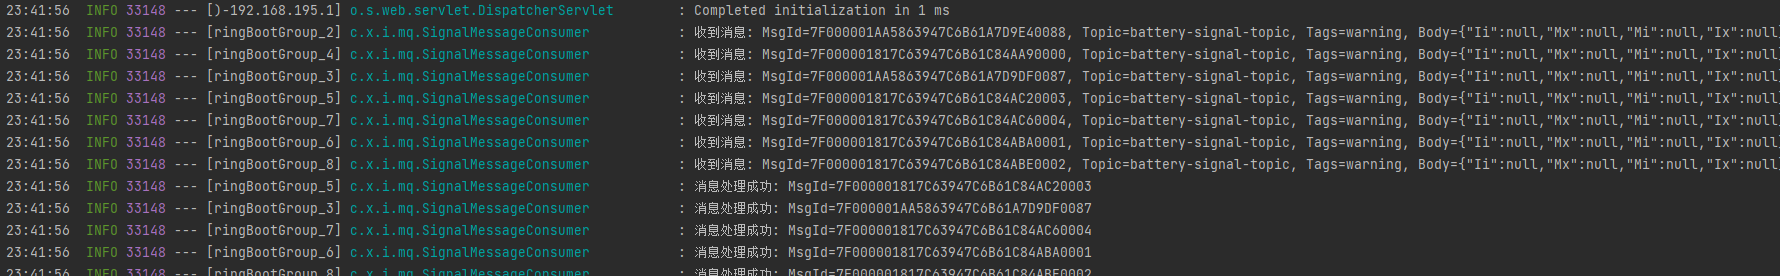 23:41:56  INFO 33148 --- [)-192.168.195.1] o.s.web.servlet.DispatcherServlet        : Completed initialization in 1 ms
23:41:56  INFO 33148 --- [ringBootGroup_2] c.x.i.mq.SignalMessageConsumer           : 收到消息: MsgId=7F000001AA5863947C6B61A7D9E40088, Topic=battery-signal-topic, Tags=warning, Body={"Ii":null,"Mx":null,"Mi":null,"Ix":null
23:41:56  INFO 33148 --- [ringBootGroup_4] c.x.i.mq.SignalMessageConsumer           : 收到消息: MsgId=7F000001817C63947C6B61C84AA90000, Topic=battery-signal-topic, Tags=warning, Body={"Ii":null,"Mx":null,"Mi":null,"Ix":null
23:41:56  INFO 33148 --- [ringBootGroup_3] c.x.i.mq.SignalMessageConsumer           : 收到消息: MsgId=7F000001AA5863947C6B61A7D9DF0087, Topic=battery-signal-topic, Tags=warning, Body={"Ii":null,"Mx":null,"Mi":null,"Ix":null
23:41:56  INFO 33148 --- [ringBootGroup_5] c.x.i.mq.SignalMessageConsumer           : 收到消息: MsgId=7F000001817C63947C6B61C84AC20003, Topic=battery-signal-topic, Tags=warning, Body={"Ii":null,"Mx":null,"Mi":null,"Ix":null
23:41:56  INFO 33148 --- [ringBootGroup_7] c.x.i.mq.SignalMessageConsumer           : 收到消息: MsgId=7F000001817C63947C6B61C84AC60004, Topic=battery-signal-topic, Tags=warning, Body={"Ii":null,"Mx":null,"Mi":null,"Ix":null
23:41:56  INFO 33148 --- [ringBootGroup_6] c.x.i.mq.SignalMessageConsumer           : 收到消息: MsgId=7F000001817C63947C6B61C84ABA0001, Topic=battery-signal-topic, Tags=warning, Body={"Ii":null,"Mx":null,"Mi":null,"Ix":null
23:41:56  INFO 33148 --- [ringBootGroup_8] c.x.i.mq.SignalMessageConsumer           : 收到消息: MsgId=7F000001817C63947C6B61C84ABE0002, Topic=battery-signal-topic, Tags=warning, Body={"Ii":null,"Mx":null,"Mi":null,"Ix":null
23:41:56  INFO 33148 --- [ringBootGroup_5] c.x.i.mq.SignalMessageConsumer           : 消息处理成功: MsgId=7F000001817C63947C6B61C84AC20003
23:41:56  INFO 33148 --- [ringBootGroup_3] c.x.i.mq.SignalMessageConsumer           : 消息处理成功: MsgId=7F000001AA5863947C6B61A7D9DF0087
23:41:56  INFO 33148 --- [ringBootGroup_7] c.x.i.mq.SignalMessageConsumer           : 消息处理成功: MsgId=7F000001817C63947C6B61C84AC60004
23:41:56  INFO 33148 --- [ringBootGroup_6] c.x.i.mq.SignalMessageConsumer           : 消息处理成功: MsgId=7F000001817C63947C6B61C84ABA0001
23:41:56  INFO 33148 --- [ringBootGroup_8] c.x.i.mq.SignalMessageConsumer           : 消息处理成功: MsgId=7F000001817C63947C6B61C84ABE0002